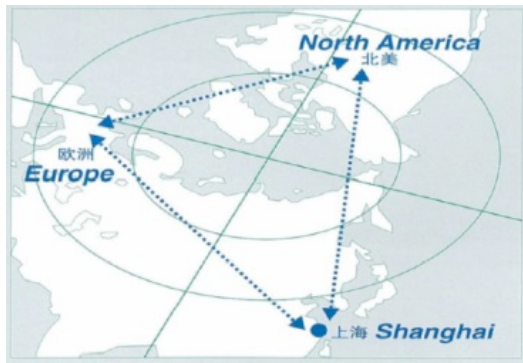 North America
北美
欧洲
Europe
上海 Shanghai